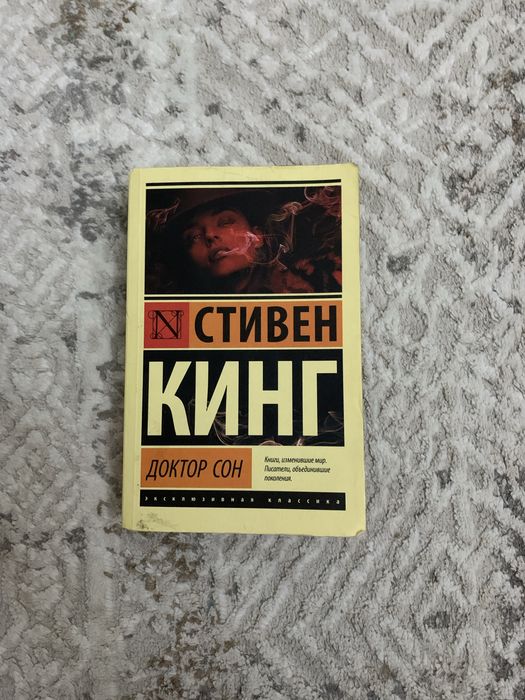 N
СТИВЕН
КИНГ
ДОКТОР СОН
Книги, изменившие мир.
Писатели, объединившие
поколения.
эксклюзивная классика